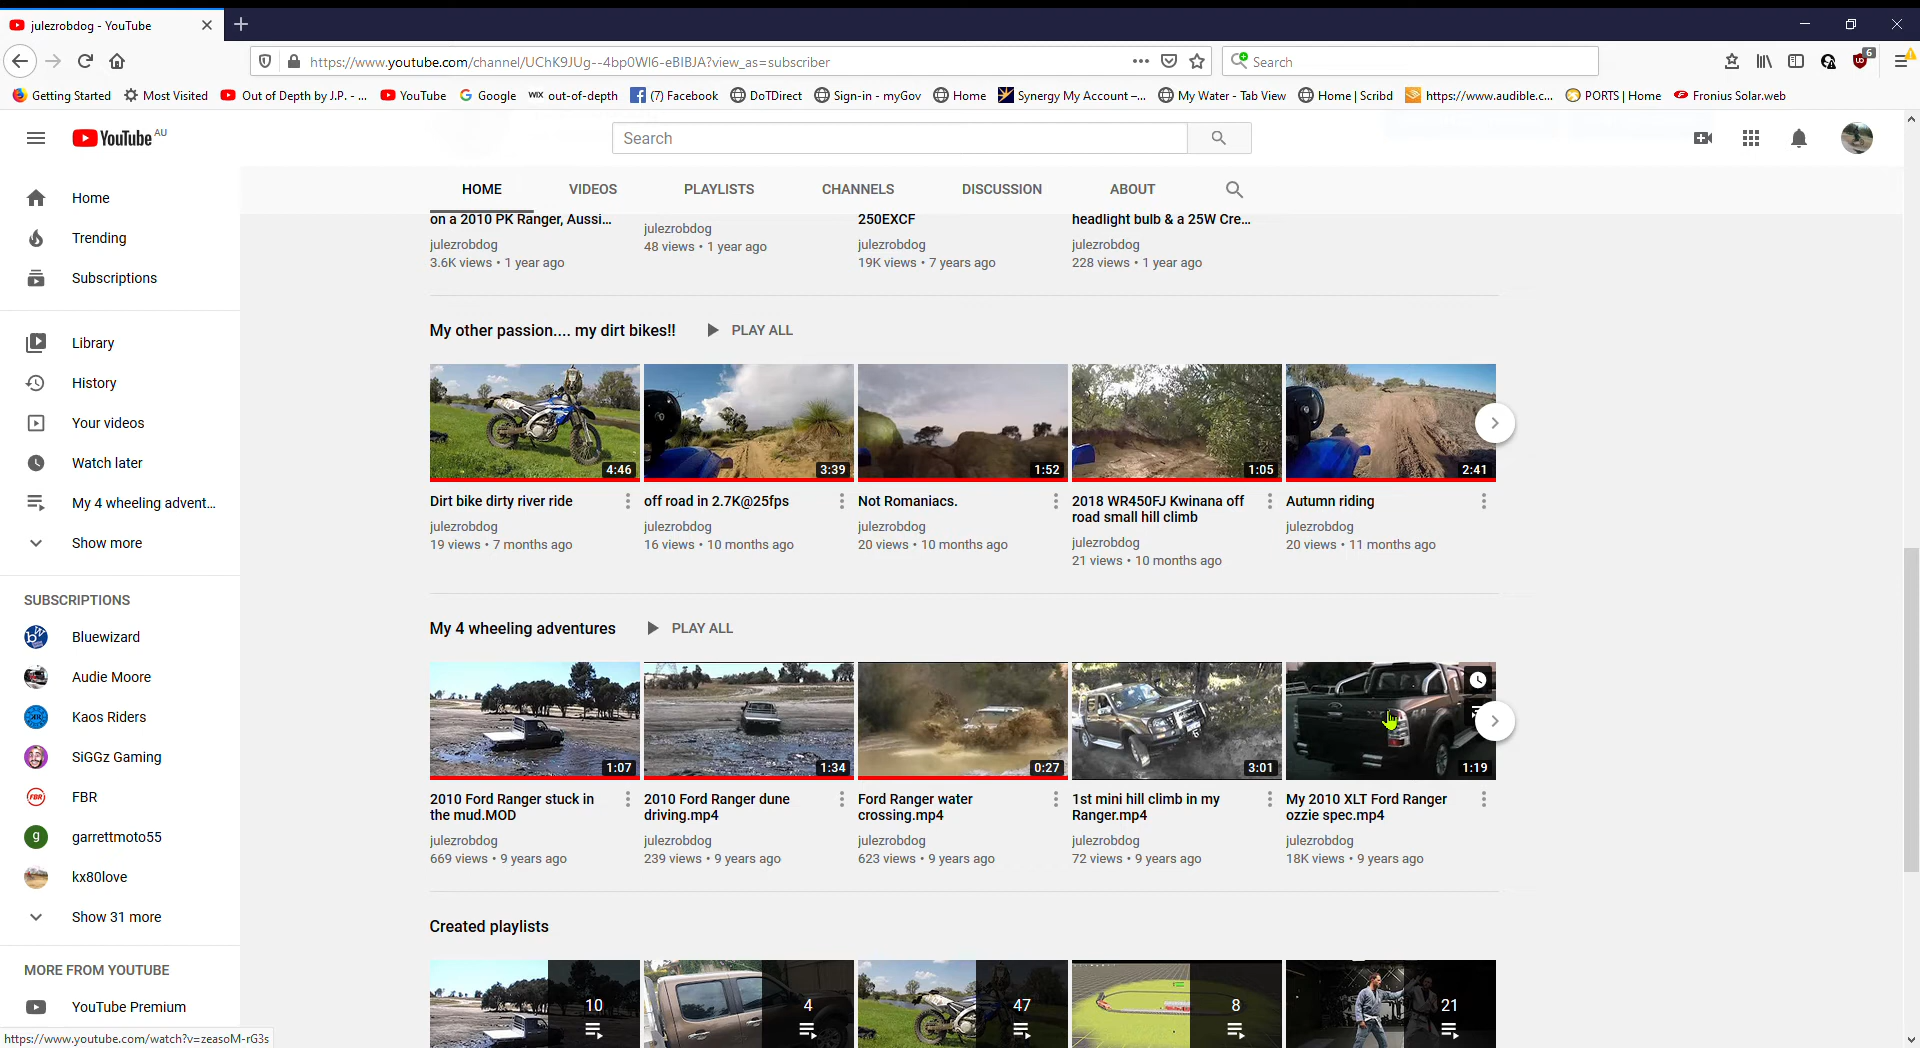 julezrobdog - YouTube
https://www.youtube.com/channel/UChK9JUg--4bp0Wl6-eBIBJA?view_as=subscriber
Search
6
Getting Started
Most Visited
Out of Depth by J.P. - ...
YouTube
Google
WIX out-of-depth
(7) Facebook
DoTDirect
Sign-in - myGov
Home
Synergy My Account –...
My Water - Tab View
Home | Scribd
https://www.audible.c...
PORTS | Home
Fronius Solar.web
YouTube AU
Search
HOME
VIDEOS
PLAYLISTS
CHANNELS
DISCUSSION
ABOUT
Home
Trending
Subscriptions
Library
History
Your videos
Watch later
My 4 wheeling advent...
Show more
SUBSCRIPTIONS
Bluewizard
Audie Moore
Kaos Riders
SiGGz Gaming
FBR
FBR
g
garrettmoto55
kx80love
Show 31 more
MORE FROM YOUTUBE
YouTube Premium
https://www.youtube.com/watch?v=zeasoM-rG3s
on a 2010 PK Ranger, Aussi...
julezrobdog
3.6K views • 1 year ago
julezrobdog
48 views • 1 year ago
250EXCF
julezrobdog
19K views • 7 years ago
headlight bulb & a 25W Cre...
julezrobdog
228 views • 1 year ago
My other passion.... my dirt bikes!!
PLAY ALL
4:46
Dirt bike dirty river ride
julezrobdog
19 views • 7 months ago
3:39
off road in 2.7K@25fps
julezrobdog
16 views • 10 months ago
1:52
Not Romaniacs.
julezrobdog
20 views • 10 months ago
1:05
2018 WR450FJ Kwinana off
road small hill climb
julezrobdog
21 views • 10 months ago
2:41
Autumn riding
julezrobdog
20 views • 11 months ago
My 4 wheeling adventures
PLAY ALL
1:07
2010 Ford Ranger stuck in
the mud.MOD
julezrobdog
669 views • 9 years ago
1:34
2010 Ford Ranger dune
driving.mp4
julezrobdog
239 views • 9 years ago
0:27
Ford Ranger water
crossing.mp4
julezrobdog
623 views • 9 years ago
3:01
1st mini hill climb in my
Ranger.mp4
julezrobdog
72 views • 9 years ago
1:19
My 2010 XLT Ford Ranger
ozzie spec.mp4
julezrobdog
18K views • 9 years ago
Created playlists
10
4
47
8
21